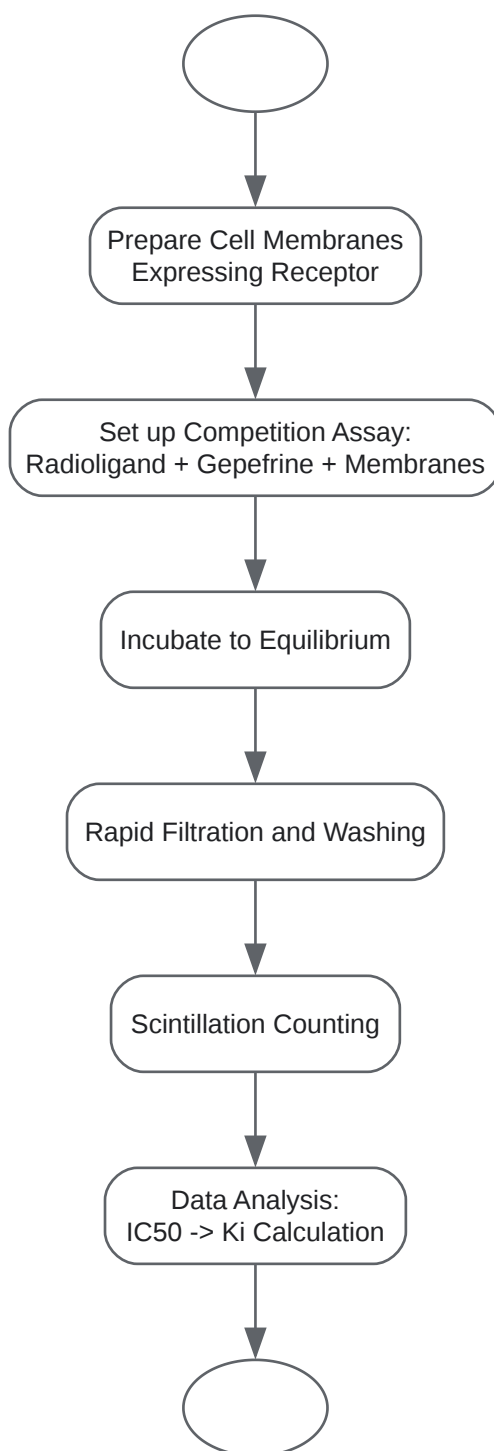 Prepare Cell Membranes
Expressing Receptor
Set up Competition Assay:
Radioligand + Gepefrine + Membranes
Incubate to Equilibrium
Rapid Filtration and Washing
Scintillation Counting
Data Analysis:
IC50 -> Ki Calculation